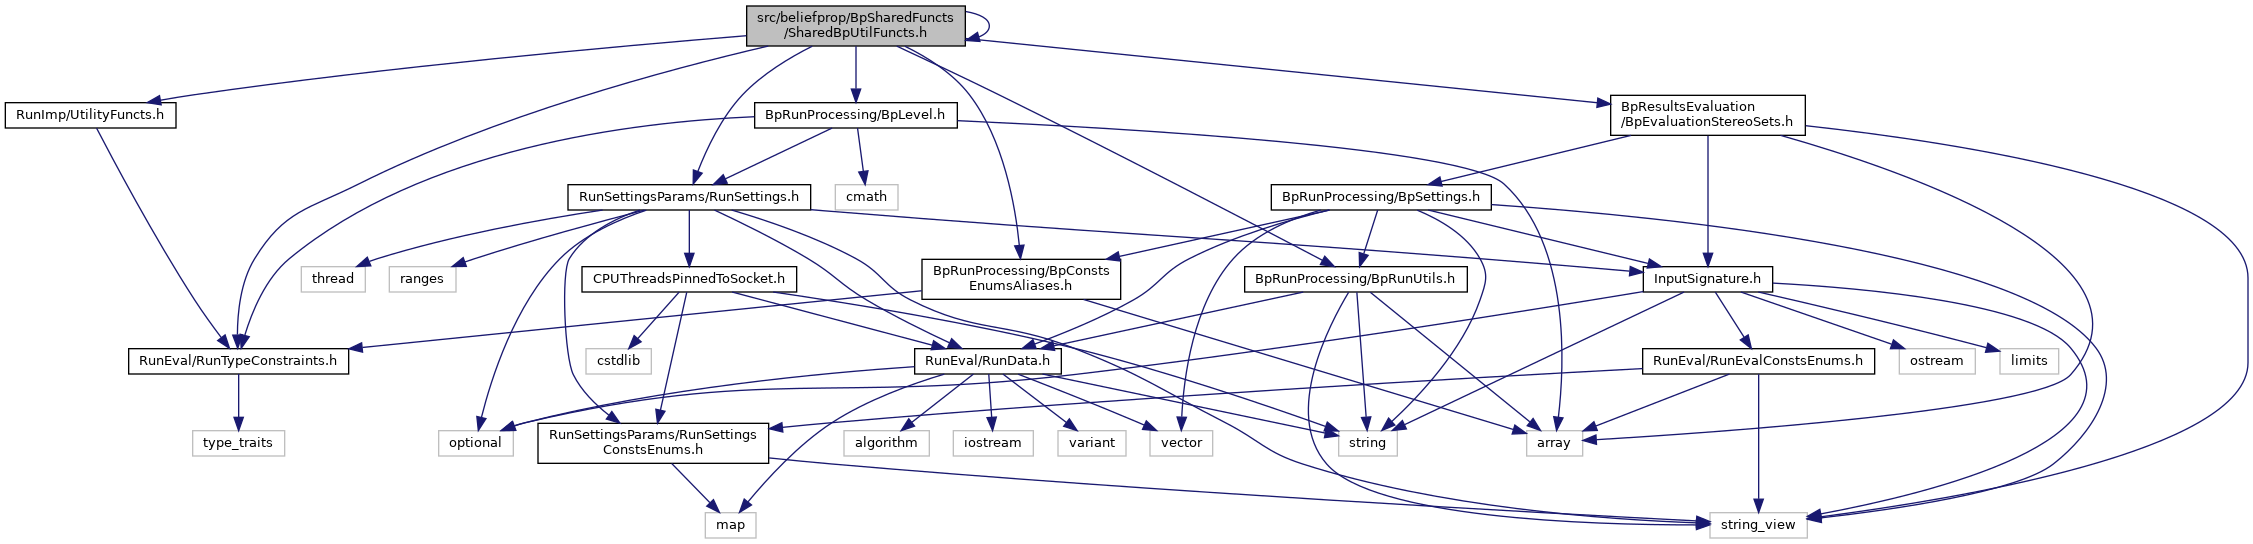 src/beliefprop/BpSharedFuncts
/SharedBpUtilFuncts.h
RunImp/UtilityFuncts.h
BpRunProcessing/BpLevel.h
BpResultsEvaluation
/BpEvaluationStereoSets.h
RunSettingsParams/RunSettings.h
cmath
BpRunProcessing/BpSettings.h
thread
ranges
CPUThreadsPinnedToSocket.h
BpRunProcessing/BpConsts
EnumsAliases.h
BpRunProcessing/BpRunUtils.h
InputSignature.h
RunEval/RunTypeConstraints.h
cstdlib
RunEval/RunData.h
RunEval/RunEvalConstsEnums.h
ostream
limits
type_traits
optional
RunSettingsParams/RunSettings
ConstsEnums.h
algorithm
iostream
variant
vector
string
array
map
string_view